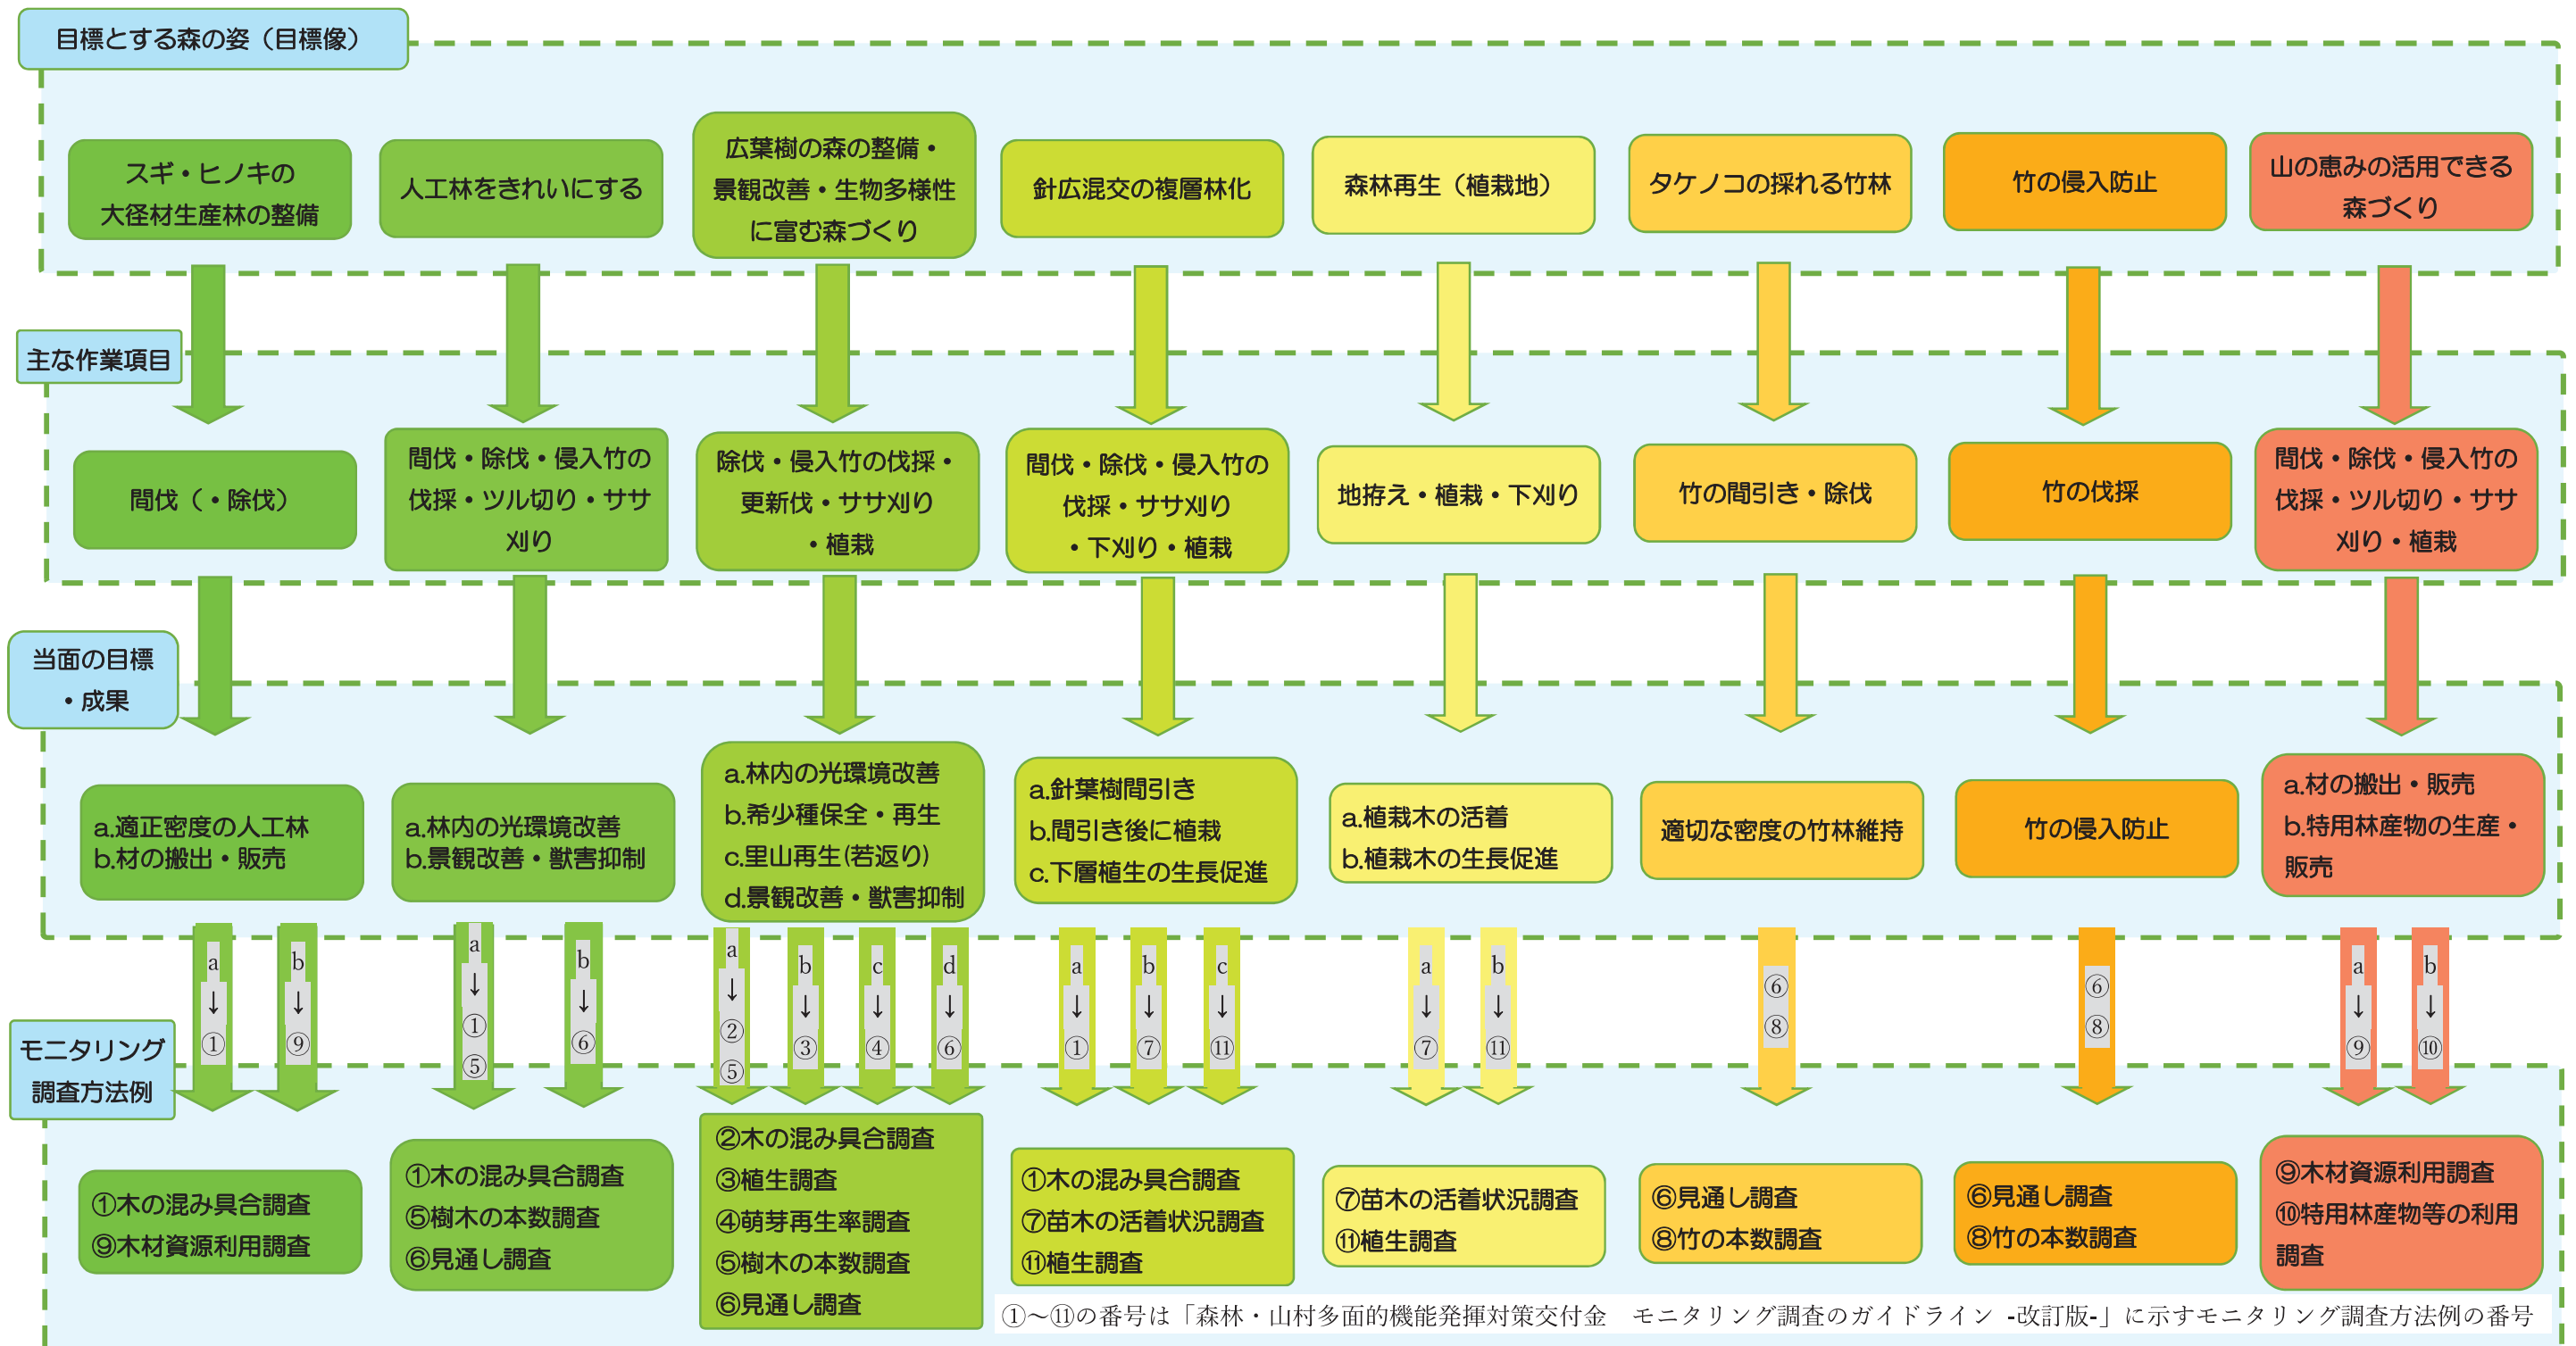 目標とする森の姿（目標像）
スギ・ヒノキの
大径材生産林の整備
人工林をきれいにする
広葉樹の森の整備・
景観改善・生物多様性
に富む森づくり
針広混交の複層林化
森林再生（植栽地）
タケノコの採れる竹林
竹の侵入防止
山の恵みの活用できる
森づくり
主な作業項目
間伐（・除伐）
間伐・除伐・侵入竹の
伐採・ツル切り・ササ
刈り
除伐・侵入竹の伐採・
更新伐・ササ刈り
・植栽
間伐・除伐・侵入竹の
伐採・ササ刈り
・下刈り・植栽
地拵え・植栽・下刈り
竹の間引き・除伐
竹の伐採
間伐・除伐・侵入竹の
伐採・ツル切り・ササ
刈り・植栽
当面の目標
・成果
a.適正密度の人工林
b.材の搬出・販売
a.林内の光環境改善
b.景観改善・獣害抑制
a.林内の光環境改善
b.希少種保全・再生
c.里山再生(若返り)
d.景観改善・獣害抑制
a.針葉樹間引き
b.間引き後に植栽
c.下層植生の生長促進
a.植栽木の活着
b.植栽木の生長促進
適切な密度の竹林維持
竹の侵入防止
a.材の搬出・販売
b.特用林産物の生産・
販売
a
↓
①
b
↓
⑨
a
↓
①
⑤
b
↓
⑥
a
↓
②
⑤
b
↓
③
c
↓
④
d
↓
⑥
a
↓
①
b
↓
⑦
c
↓
⑪
a
↓
⑦
b
↓
⑪
⑥
⑧
⑥
⑧
a
↓
⑨
b
↓
⑩
モニタリング
調査方法例
①木の混み具合調査
⑨木材資源利用調査
①木の混み具合調査
⑤樹木の本数調査
⑥見通し調査
②木の混み具合調査
③植生調査
④萌芽再生率調査
⑤樹木の本数調査
⑥見通し調査
①木の混み具合調査
⑦苗木の活着状況調査
⑪植生調査
⑦苗木の活着状況調査
⑪植生調査
⑥見通し調査
⑧竹の本数調査
⑥見通し調査
⑧竹の本数調査
⑨木材資源利用調査
⑩特用林産物等の利用
調査
①～⑪の番号は「森林・山村多面的機能発揮対策交付金　モニタリング調査のガイドライン -改訂版-」に示すモニタリング調査方法例の番号